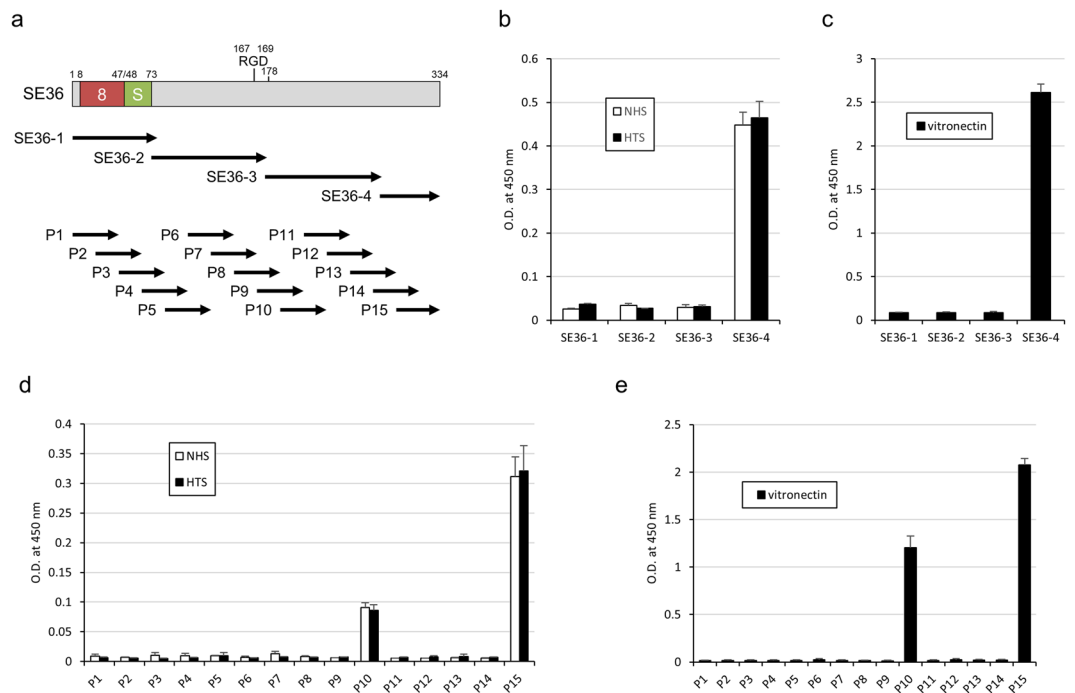 a
167 169
RGD
1 8 47/48 73 178 334
SE36 8 S
SE36-1
SE36-2
SE36-3
SE36-4
P1 P6 P11
P2 P7 P12
P3 P8 P13
P4 P9 P14
P5 P10 P15
b
0.6
0.5
0.4
0.3
0.2
0.1
0
O.D. at 450 nm
NHS
HTS
SE36-1 SE36-2 SE36-3 SE36-4
c
3
2.5
2
1.5
1
0.5
0
O.D. at 450 nm
vitronectin
SE36-1 SE36-2 SE36-3 SE36-4
d
0.4
0.35
0.3
0.25
0.2
0.15
0.1
0.05
0
O.D. at 450 nm
NHS
HTS
P1 P2 P3 P4 P5 P6 P7 P8 P9 P10 P11 P12 P13 P14 P15
e
2.5
2
1.5
1
0.5
0
O.D. at 450 nm
vitronectin
P1 P2 P3 P4 P5 P6 P7 P8 P9 P10 P11 P12 P13 P14 P15